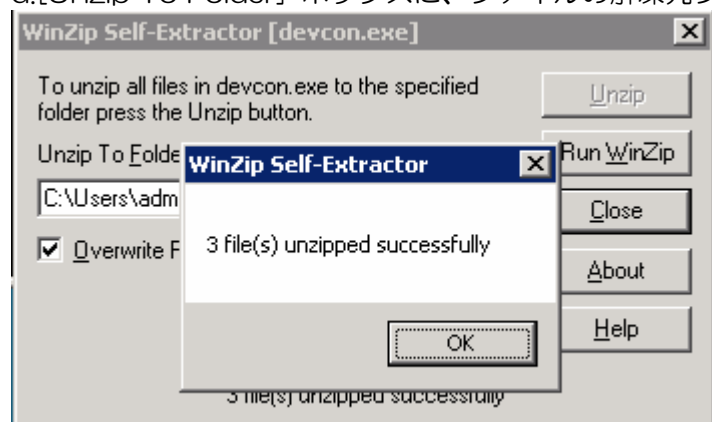 WinZip Self-Extractor [devcon.exe]
To unzip all files in devcon.exe to the specified
folder press the Unzip button.
Unzip
Unzip To Folde
Run WinZip
C:\Users\adm
Close
Overwrite F
About
Help
WinZip Self-Extractor
3 file(s) unzipped successfully
OK
3 file(s) unzipped successfully